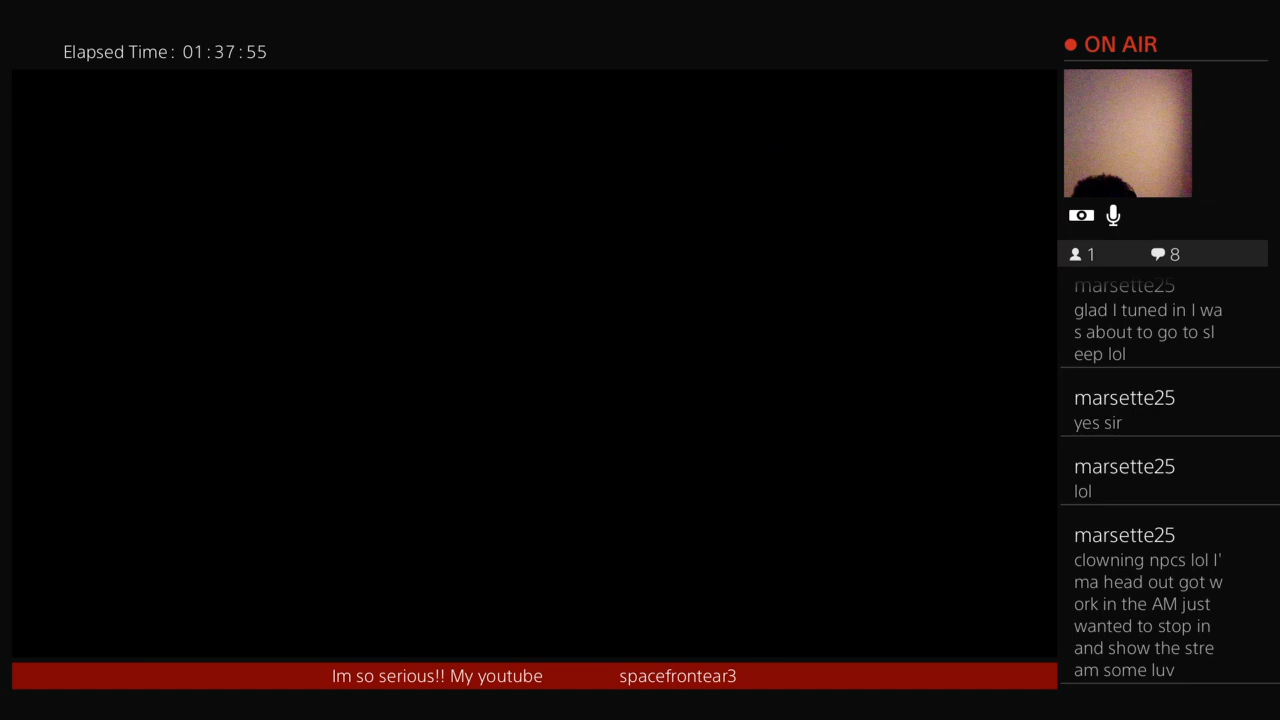 Elapsed Time: 01:37:55
ON AIR
1 8
marsette25
glad I tuned in I wa
s about to go to sl
eep lol
marsette25
yes sir
marsette25
lol
marsette25
clowning npcs lol I'
ma head out got w
ork in the AM just
wanted to stop in
and show the stre
am some luv
Im so serious!! My youtube spacefrontear3